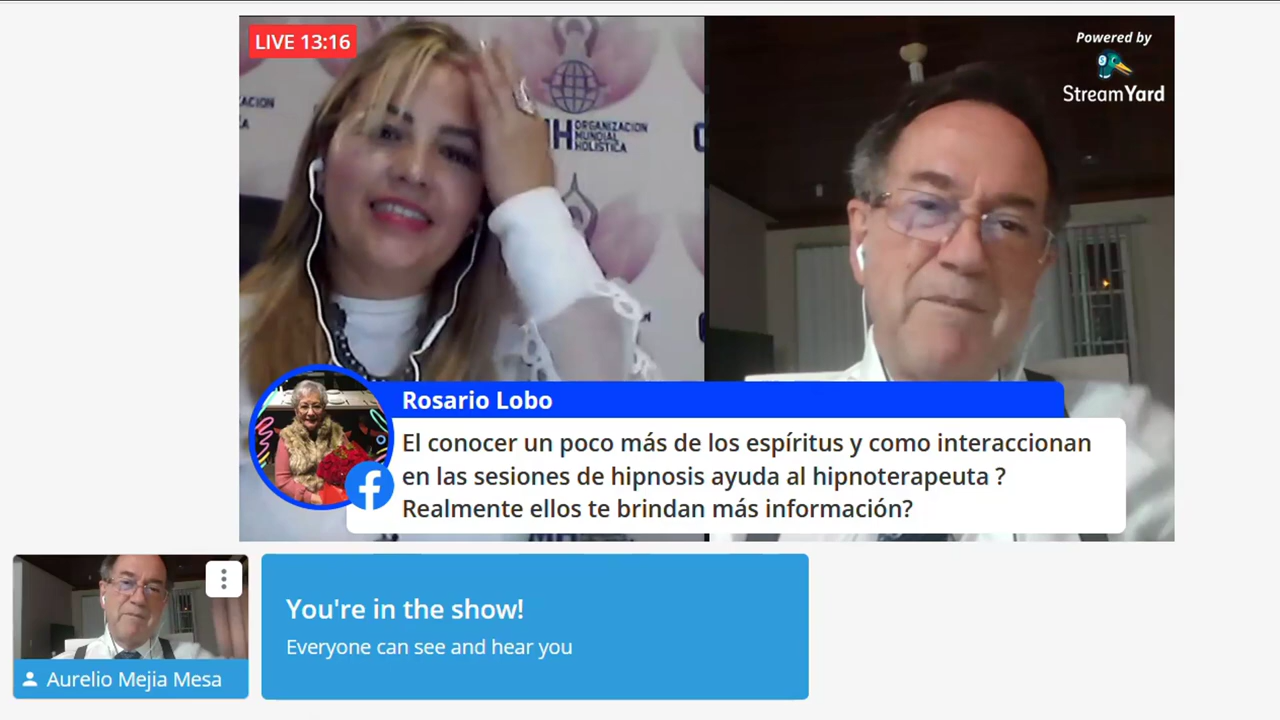 LIVE 13:16
Powered by
StreamYard
ORGANIZACION
MUNDIAL
HOLISTICA
Rosario Lobo
El conocer un poco más de los espíritus y como interaccionan
en las sesiones de hipnosis ayuda al hipnoterapeuta ?
Realmente ellos te brindan más información?
You're in the show!
Everyone can see and hear you
Aurelio Mejia Mesa